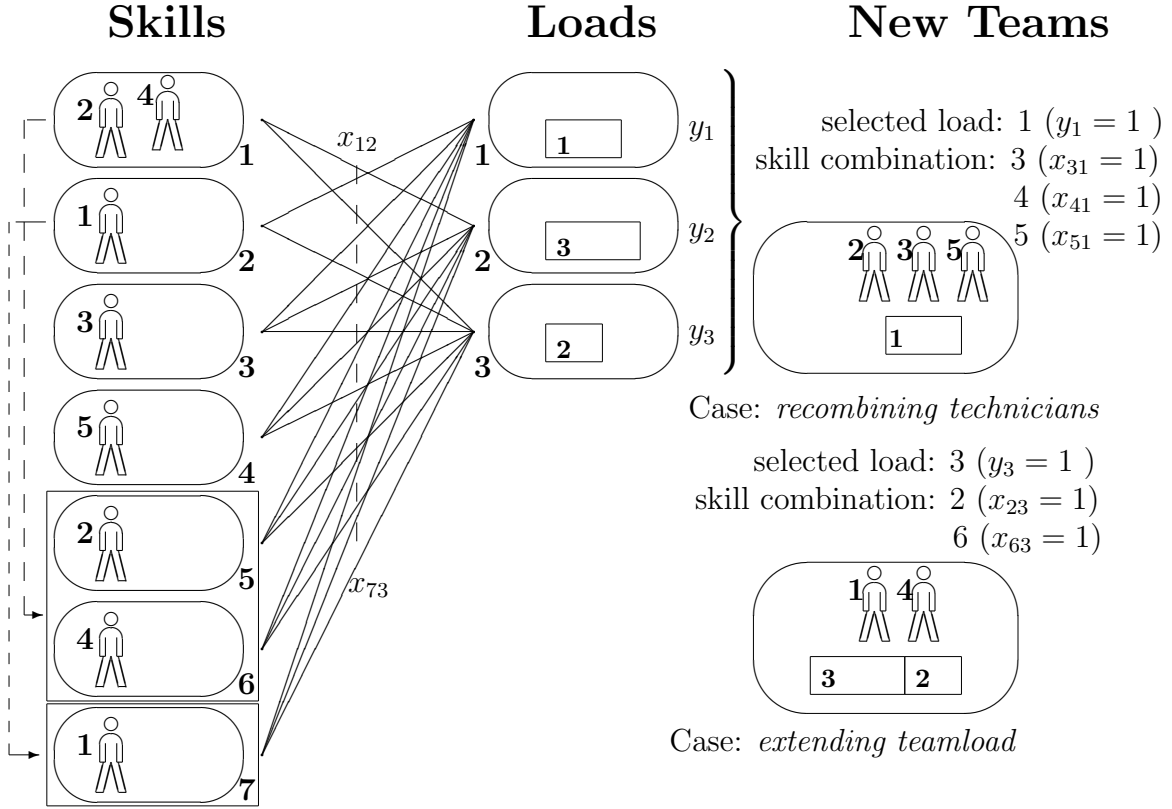 Skills
Loads
New Teams
2
4
1
1
2
3
3
5
4
2
5
4
6
1
7
x₁₂
x₇₃
1
1
y₁
3
2
y₂
2
3
y₃
selected load: 1 (y₁ = 1 )
skill combination: 3 (x₃₁ = 1)
4 (x₄₁ = 1)
5 (x₅₁ = 1)
2 3 5
1
Case: recombining technicians
selected load: 3 (y₃ = 1 )
skill combination: 2 (x₂₃ = 1)
6 (x₆₃ = 1)
1 4
3 2
Case: extending teamload